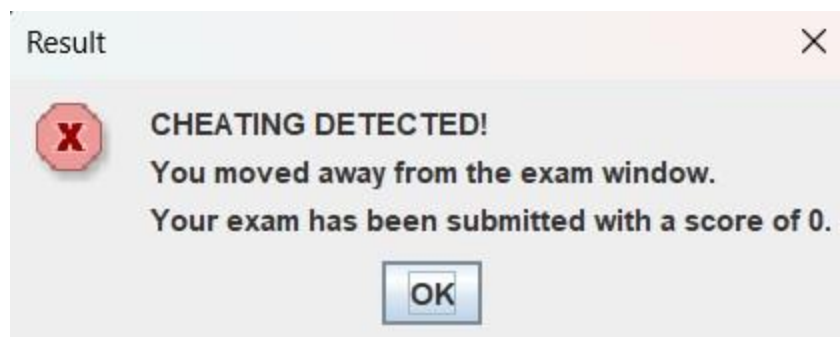 Result
CHEATING DETECTED!
You moved away from the exam window.
Your exam has been submitted with a score of 0.
OK